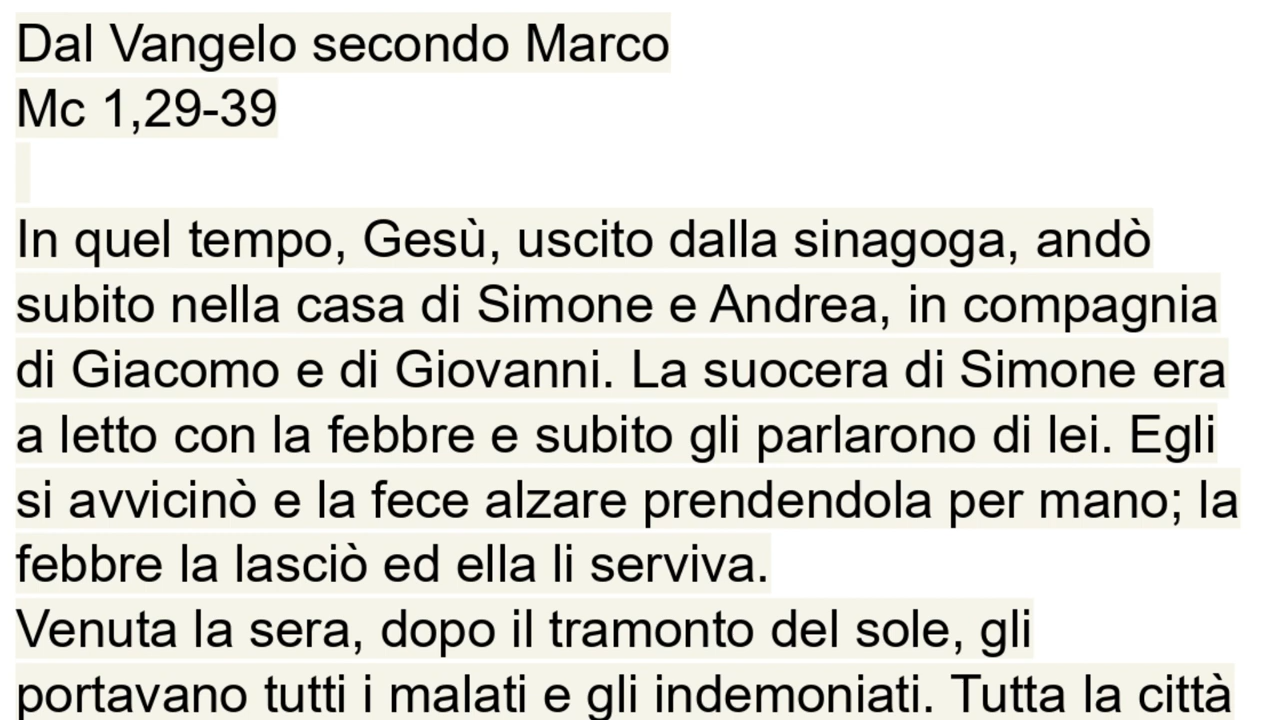 Dal Vangelo secondo Marco
Mc 1,29-39
In quel tempo, Gesù, uscito dalla sinagoga, andò
subito nella casa di Simone e Andrea, in compagnia
di Giacomo e di Giovanni. La suocera di Simone era
a letto con la febbre e subito gli parlarono di lei. Egli
si avvicinò e la fece alzare prendendola per mano; la
febbre la lasciò ed ella li serviva.
Venuta la sera, dopo il tramonto del sole, gli
portavano tutti i malati e gli indemoniati. Tutta la città